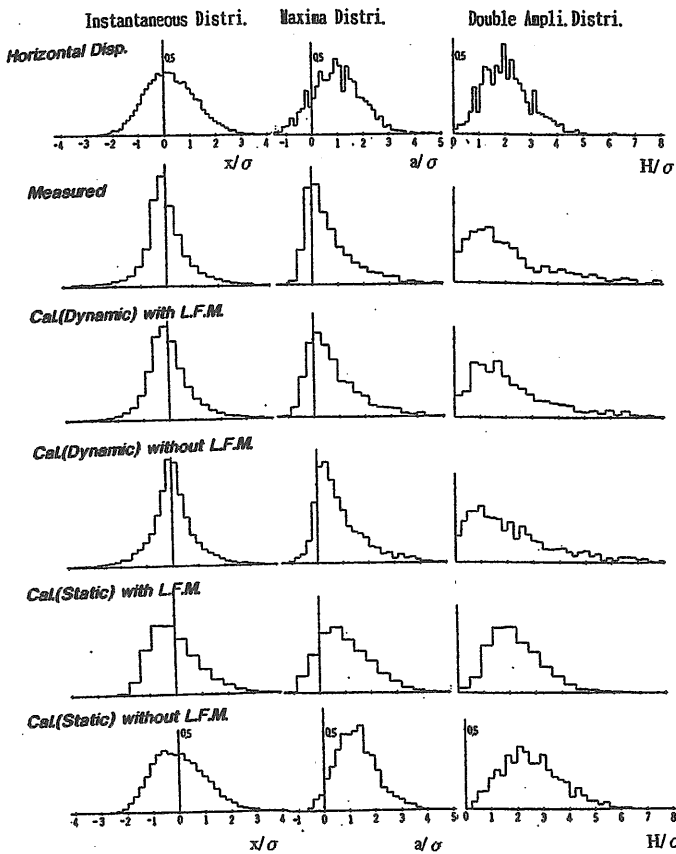 Instantaneous Distri. Maxima Distri. Double Ampli. Distri.
Horizontal Disp.
0.5 0.5 0.5
-4 -3 -2 -1 0 1 2 3 4 -1 0 1 2 3 4 5 0 1 2 3 4 5 6 7 8
x/σ a/σ H/σ
Measured
Cal.(Dynamic) with L.F.M.
Cal.(Dynamic) without L.F.M.
Cal.(Static) with L.F.M.
Cal.(Static) without L.F.M.
0.5 0.5 0.5
-4 -3 -2 -1 0 1 2 3 4 -1 0 1 2 3 4 5 0 1 2 3 4 5 6 7 8
x/σ a/σ H/σ